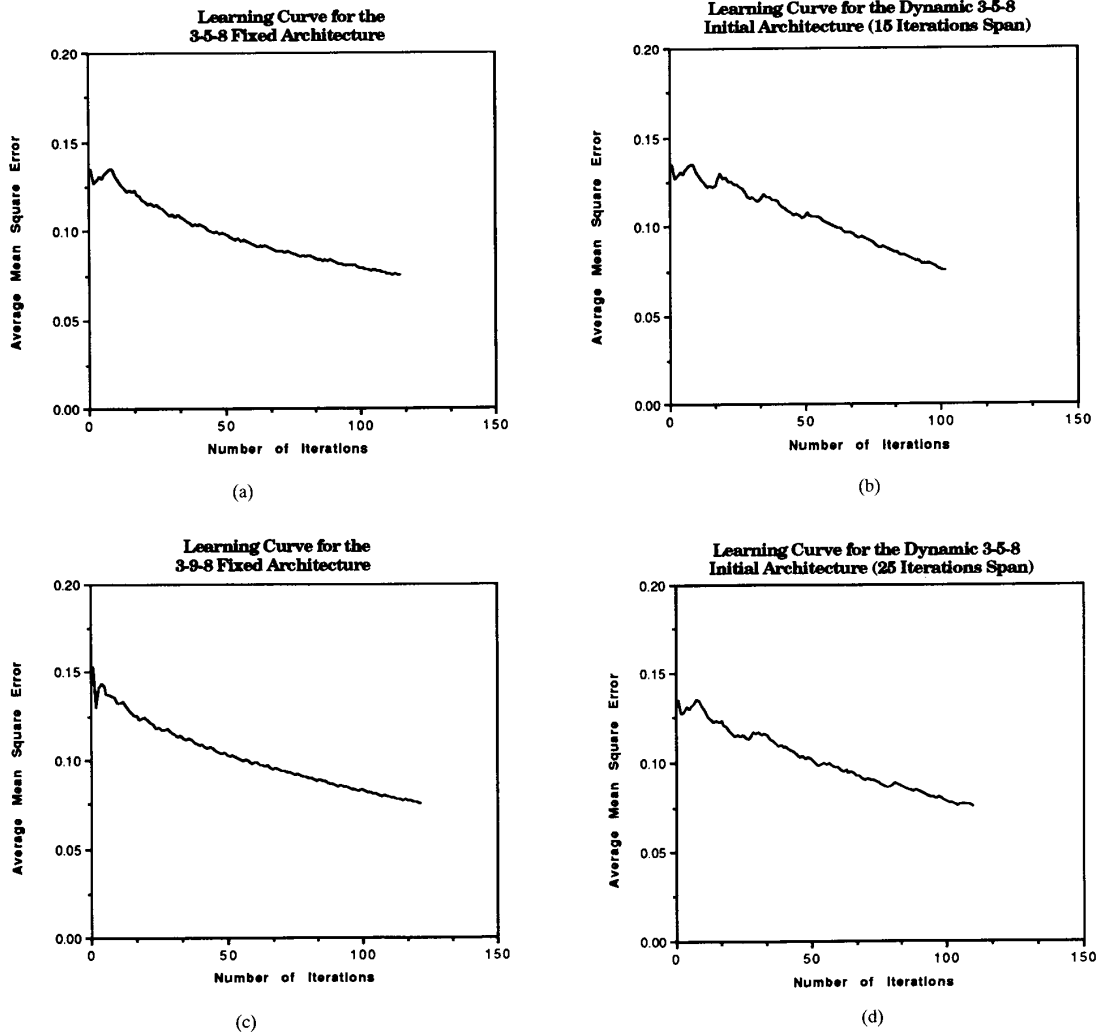 Learning Curve for the
3-5-8 Fixed Architecture
0.20
0.15
0.10
0.05
0.00
Average Mean Square Error
0
50
100
150
Number of Iterations
(a)
Learning Curve for the Dynamic 3-5-8
Initial Architecture (15 Iterations Span)
0.20
0.15
0.10
0.05
0.00
Average Mean Square Error
0
50
100
150
Number of Iterations
(b)
Learning Curve for the
3-9-8 Fixed Architecture
0.20
0.15
0.10
0.05
0.00
Average Mean Square Error
0
50
100
150
Number of Iterations
(c)
Learning Curve for the Dynamic 3-5-8
Initial Architecture (25 Iterations Span)
0.20
0.15
0.10
0.05
0.00
Average Mean Square Error
0
50
100
150
Number of Iterations
(d)